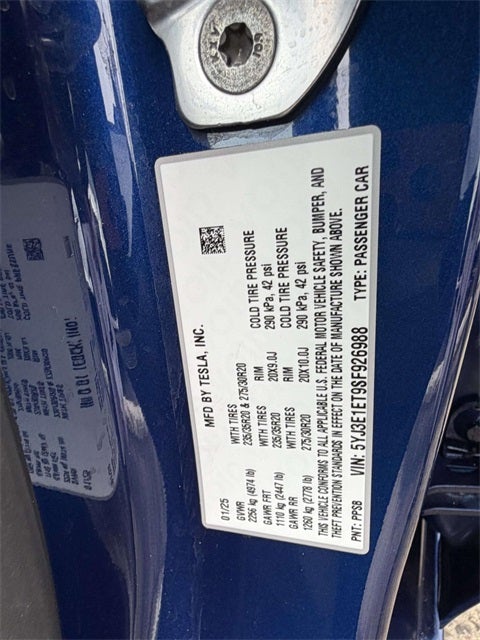 MFD BY TESLA, INC.
01/25
GVWR WITH TIRES COLD TIRE PRESSURE
2256 kg (4974 lb) 235/35R20 & 275/30R20 290 kPa, 42 psi
GAWR FRT WITH TIRES RIM COLD TIRE PRESSURE
1110 kg (2447 lb) 235/35R20 20X9.0J 290 kPa, 42 psi
GAWR RR WITH TIRES RIM
1260 kg (2778 lb) 275/30R20 20X10.0J
THIS VEHICLE CONFORMS TO ALL APPLICABLE U.S. FEDERAL MOTOR VEHICLE SAFETY, BUMPER, AND
THEFT PREVENTION STANDARDS IN EFFECT ON THE DATE OF MANUFACTURE SHOWN ABOVE.
PNT: PPSB VIN: 5YJ3E1ET9SF926988 TYPE: PASSENGER CAR